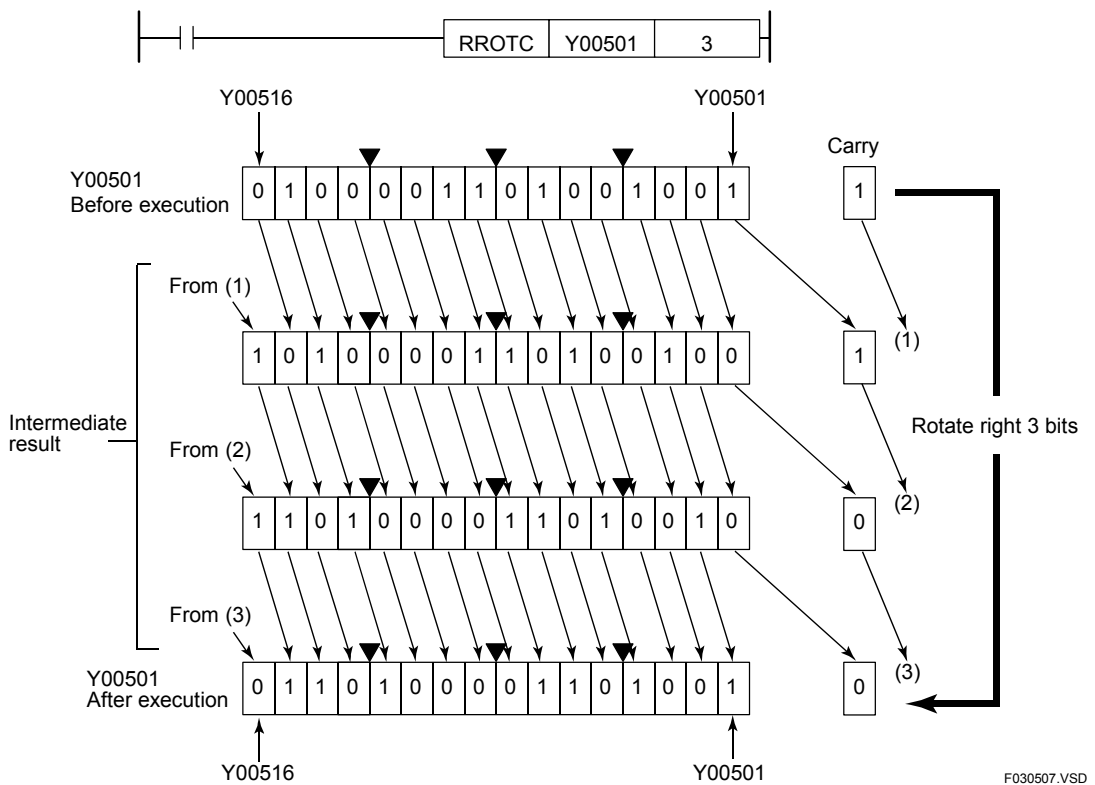 RROTC Y00501 3
Y00516 Y00501
Carry
Y00501
Before execution
0 1 0 0 0 0 1 1 0 1 0 0 1 0 0 1 1
From (1)
1 0 1 0 0 0 0 1 1 0 1 0 0 1 0 0 1
(1)
Intermediate
result
Rotate right 3 bits
From (2)
1 1 0 1 0 0 0 0 1 1 0 1 0 0 1 0 0
(2)
From (3)
0 1 1 0 1 0 0 0 0 1 1 0 1 0 0 1 0
(3)
Y00501
After execution
Y00516 Y00501
F030507.VSD